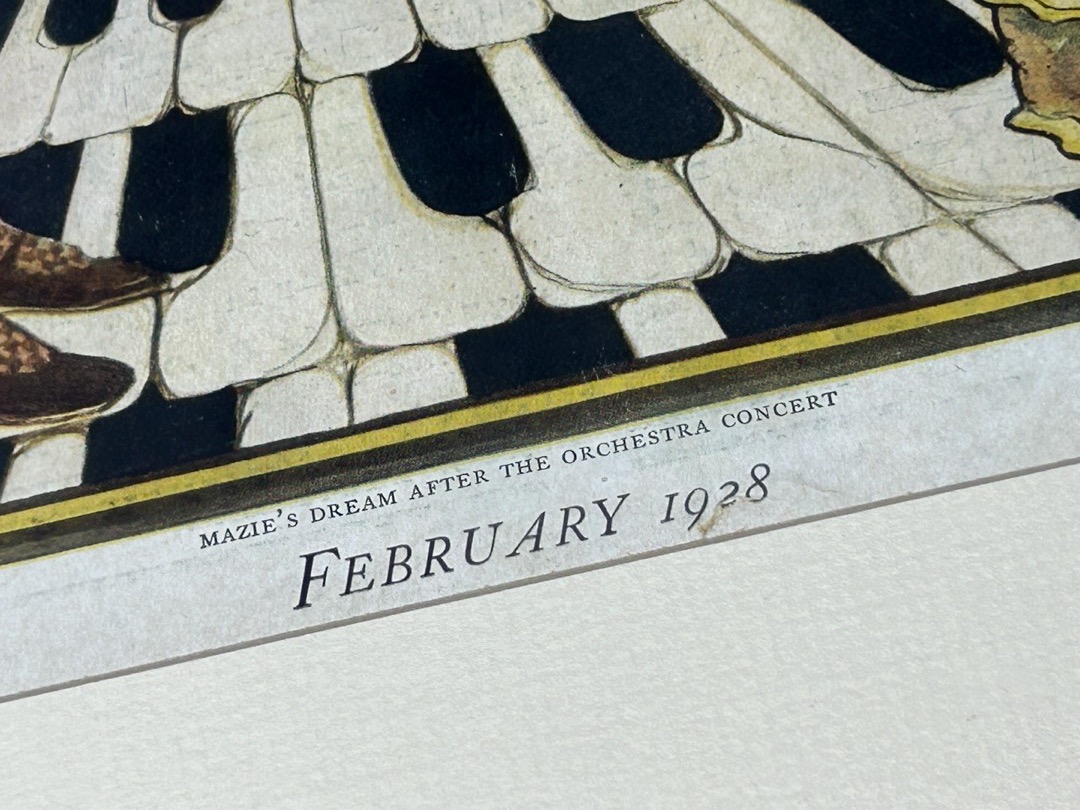 MAZIE'S DREAM AFTER THE ORCHESTRA CONCERT
FEBRUARY 1928